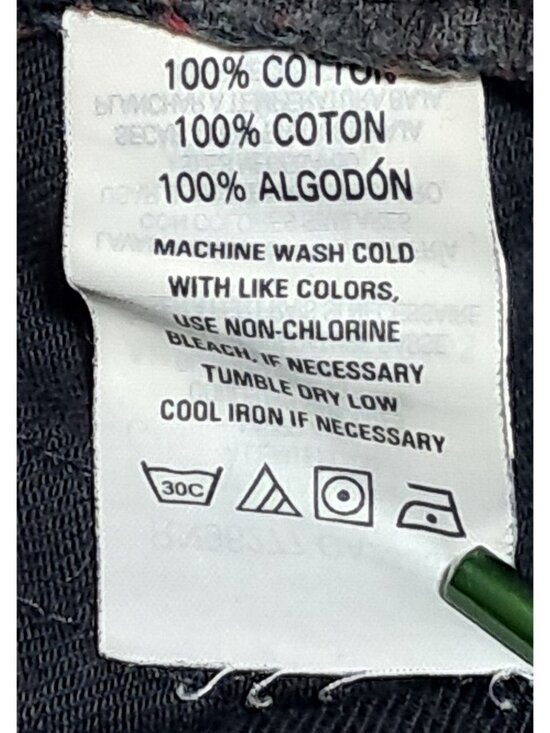 100% COTTON
100% COTON
100% ALGODÓN
MACHINE WASH COLD
WITH LIKE COLORS,
USE NON-CHLORINE
BLEACH, IF NECESSARY
TUMBLE DRY LOW
COOL IRON IF NECESSARY
30C